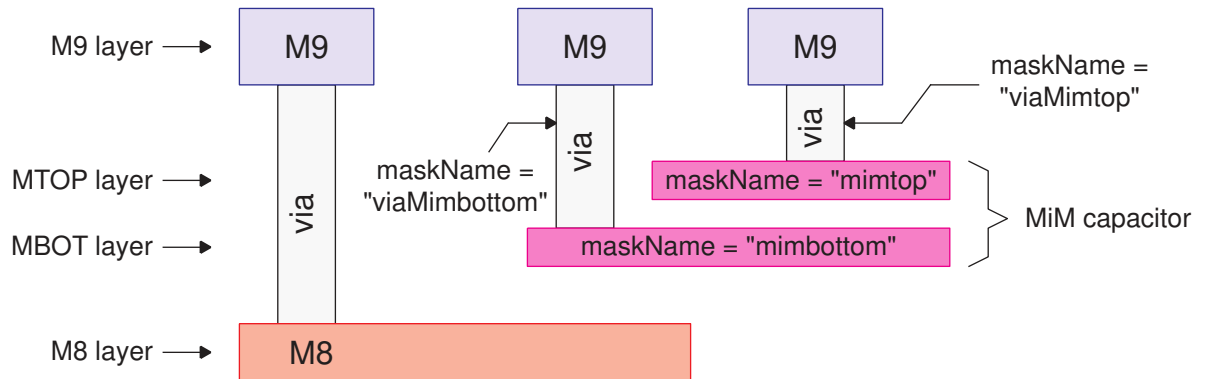 M9 layer
M9
M9
M9
maskName =
"viaMimtop"
via
via
via
maskName =
"viaMimbottom"
MTOP layer
maskName = "mimtop"
MiM capacitor
MBOT layer
maskName = "mimbottom"
M8 layer
M8